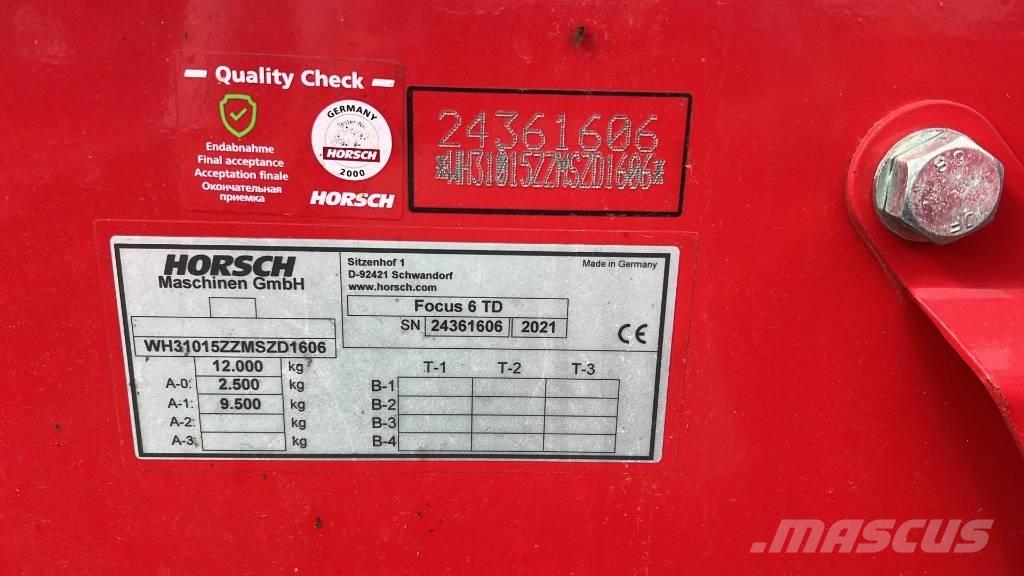 Quality Check
Endabnahme
Final acceptance
Acceptation finale
Окончательная
приемка
GERMANY
Tester-Nr.
HORSCH
2000
HORSCH
24361606
*WH31015ZZMSZD1606*
HORSCH
Maschinen GmbH
Sitzenhof 1
D-92421 Schwandorf
www.horsch.com
Made in Germany
Focus 6 TD
SN 24361606 2021
CE
WH31015ZZMSZD1606
12.000 kg
A-0: 2.500 kg
A-1: 9.500 kg
A-2: kg
A-3: kg
T-1 T-2 T-3
B-1
B-2
B-3
B-4
MASCUS